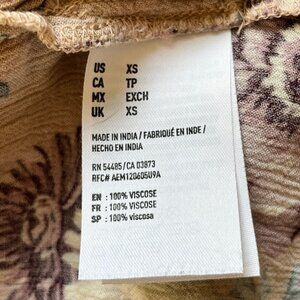 US XS
CA TP
MX EXCH
UK XS
MADE IN INDIA / FABRIQUÉ EN INDE /
HECHO EN INDIA
RN 54485/CA 03873
RFC# AEM120605U9A
EN : 100% VISCOSE
FR : 100% VISCOSE
SP : 100% viscosa